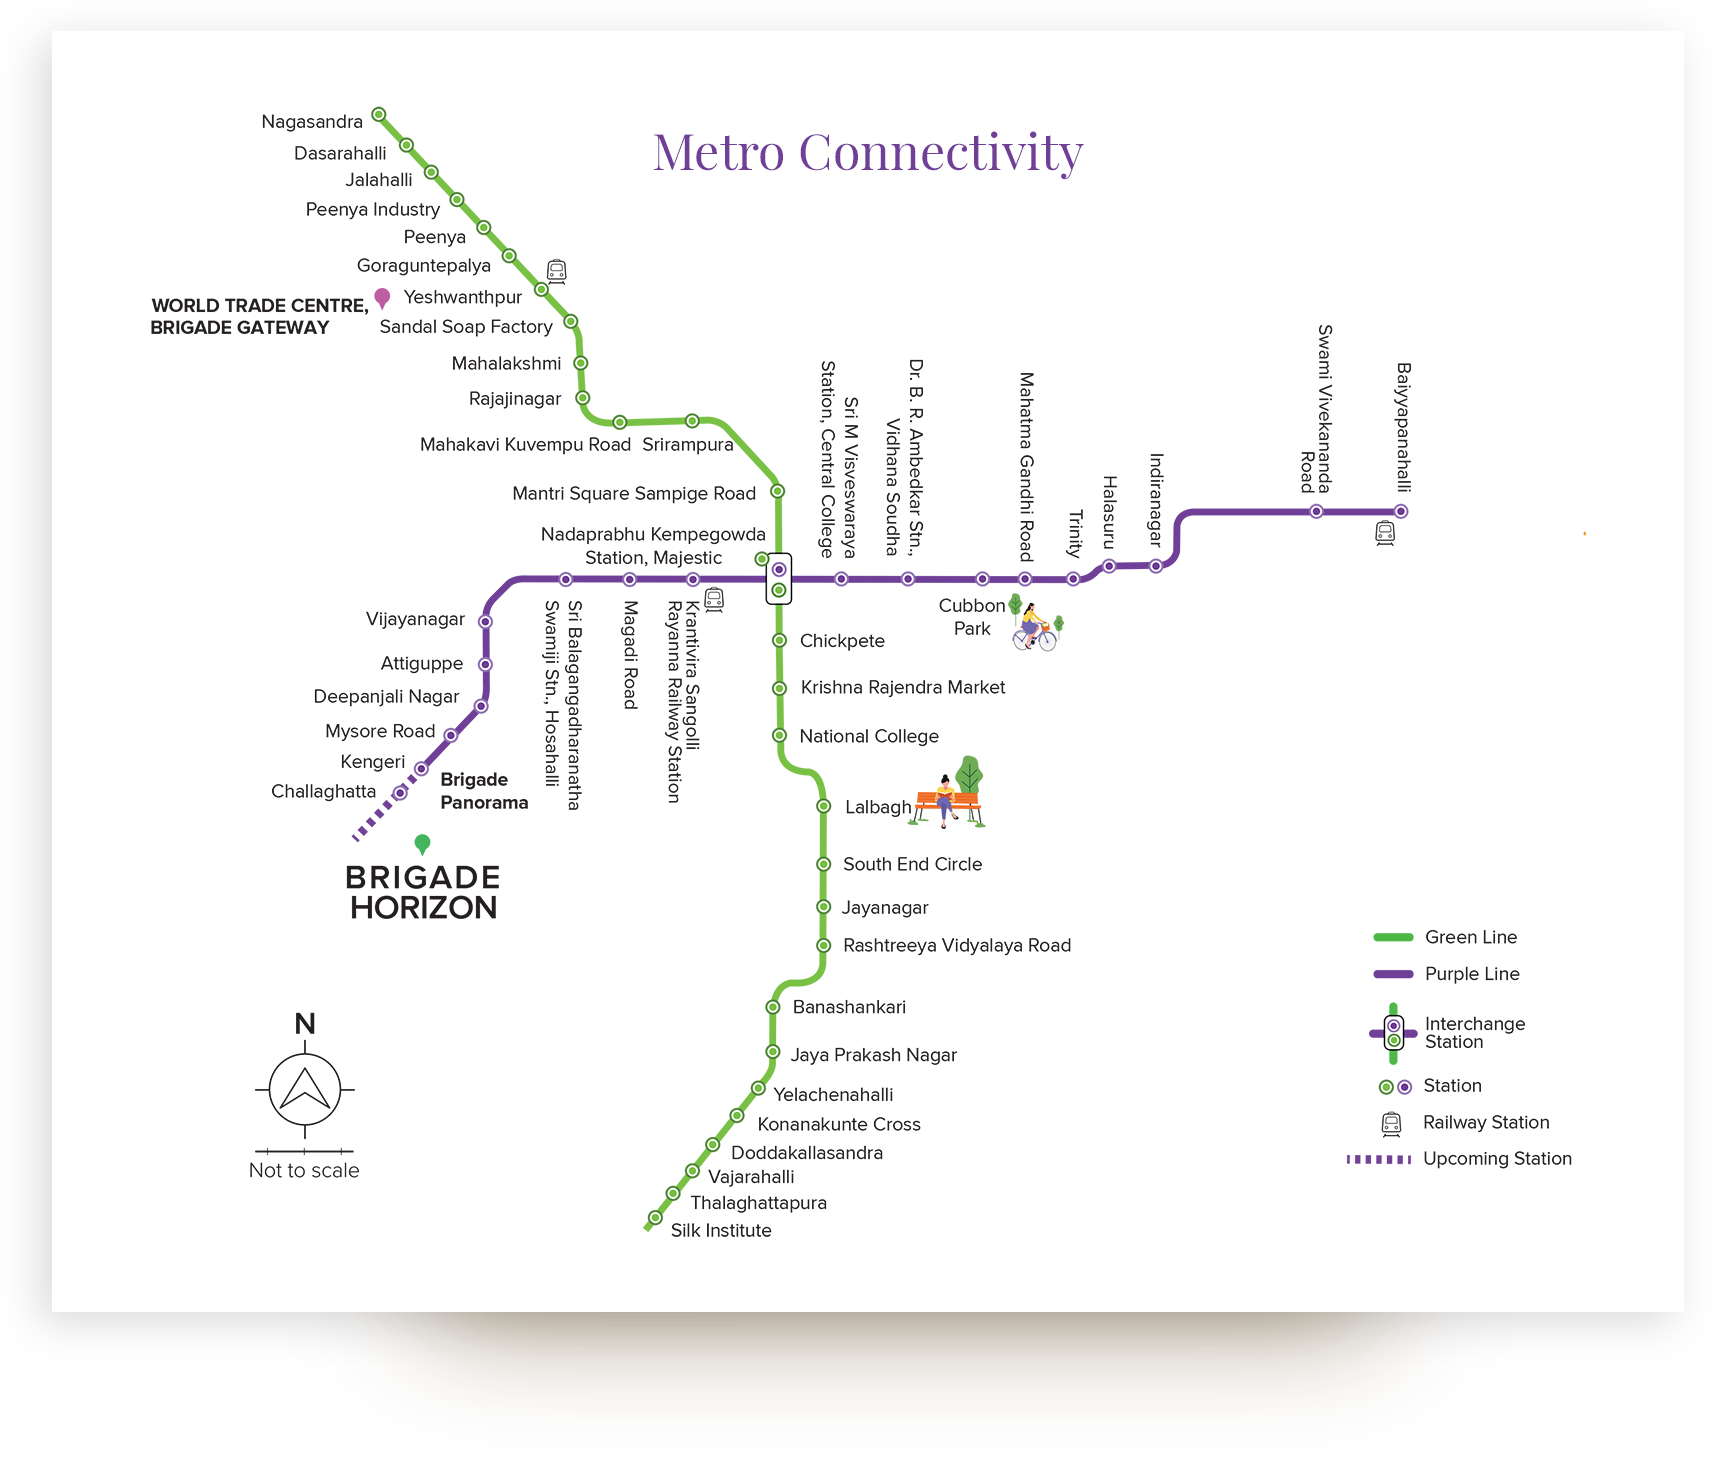 Metro Connectivity
Nagasandra
Dasarahalli
Jalahalli
Peenya Industry
Peenya
Goraguntepalya
WORLD TRADE CENTRE,
BRIGADE GATEWAY
Yeshwanthpur
Sandal Soap Factory
Mahalakshmi
Rajajinagar
Mahakavi Kuvempu Road
Srirampura
Mantri Square Sampige Road
Nadaprabhu Kempegowda
Station, Majestic
Sri M Visveswaraya
Station, Central College
Dr. B. R. Ambedkar Stn.,
Vidhana Soudha
Mahatma Gandhi Road
Trinity
Halasuru
Indiranagar
Swami Vivekananda
Road
Baiyyapanahalli
Cubbon
Park
Vijayanagar
Attiguppe
Deepanjali Nagar
Mysore Road
Kengeri
Challaghatta
Brigade
Panorama
BRIGADE
HORIZON
Sri Balagangadharanatha
Swamiji Stn., Hosahalli
Magadi Road
Krantivira Sangolli
Rayanna Railway Station
Chickpete
Krishna Rajendra Market
National College
Lalbagh
South End Circle
Jayanagar
Rashtreeya Vidyalaya Road
Banashankari
Jaya Prakash Nagar
Yelachenahalli
Konanakunte Cross
Doddakallasandra
Vajarahalli
Thalaghattapura
Silk Institute
N
Not to scale
Green Line
Purple Line
Interchange
Station
Station
Railway Station
Upcoming Station